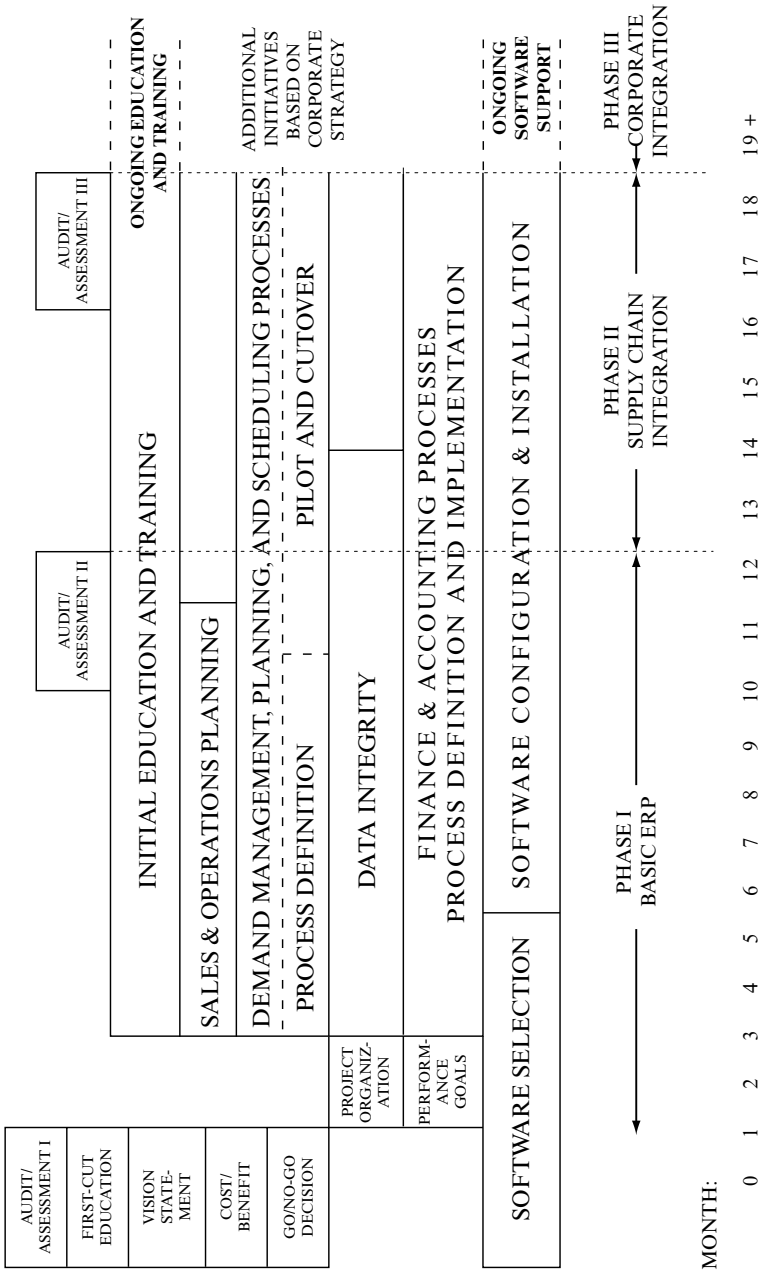 AUDIT/
ASSESSMENT I
FIRST-CUT
EDUCATION
VISION
STATE-
MENT
COST/
BENEFIT
GO/NO-GO
DECISION
AUDIT/
ASSESSMENT II
AUDIT/
ASSESSMENT III
INITIAL EDUCATION AND TRAINING
ONGOING EDUCATION
AND TRAINING
SALES & OPERATIONS PLANNING
DEMAND MANAGEMENT, PLANNING, AND SCHEDULING PROCESSES
PROCESS DEFINITION
PILOT AND CUTOVER
ADDITIONAL
INITIATIVES
BASED ON
CORPORATE
STRATEGY
PROJECT
ORGANIZ-
ATION
DATA INTEGRITY
PERFORM-
ANCE
GOALS
FINANCE & ACCOUNTING PROCESSES
PROCESS DEFINITION AND IMPLEMENTATION
SOFTWARE SELECTION
SOFTWARE CONFIGURATION & INSTALLATION
ONGOING
SOFTWARE
SUPPORT
PHASE I
BASIC ERP
PHASE II
SUPPLY CHAIN
INTEGRATION
PHASE III
CORPORATE
INTEGRATION
MONTH:
0 1 2 3 4 5 6 7 8 9 10 11 12 13 14 15 16 17 18 19 +